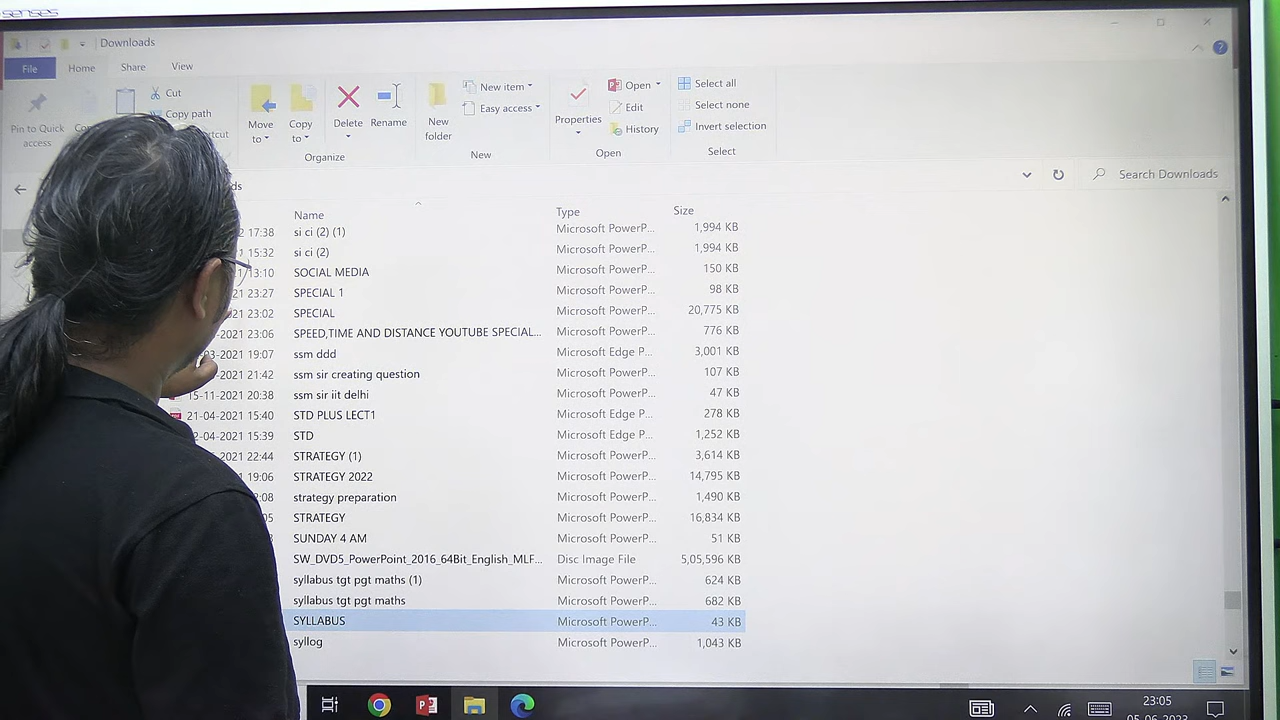 Downloads
File Home Share View
Pin to Quick access
Cut
Copy path
Move to
Copy to
Delete
Rename
Organize
New folder
New item
Easy access
New
Properties
Open
Edit
History
Open
Select all
Select none
Invert selection
Select
Search Downloads
Name Type Size
17:38 si ci (2) (1) Microsoft PowerP... 1,994 KB
15:32 si ci (2) Microsoft PowerP... 1,994 KB
13:10 SOCIAL MEDIA Microsoft PowerP... 150 KB
21 23:27 SPECIAL 1 Microsoft PowerP... 98 KB
21 23:02 SPECIAL Microsoft PowerP... 20,775 KB
2021 23:06 SPEED,TIME AND DISTANCE YOUTUBE SPECIAL... Microsoft PowerP... 776 KB
03-2021 19:07 ssm ddd Microsoft Edge P... 3,001 KB
2021 21:42 ssm sir creating question Microsoft PowerP... 107 KB
15-11-2021 20:38 ssm sir iit delhi Microsoft PowerP... 47 KB
21-04-2021 15:40 STD PLUS LECT1 Microsoft Edge P... 278 KB
2-04-2021 15:39 STD Microsoft Edge P... 1,252 KB
22:44 STRATEGY (1) Microsoft PowerP... 3,614 KB
19:06 STRATEGY 2022 Microsoft PowerP... 14,795 KB
:08 strategy preparation Microsoft PowerP... 1,490 KB
05 STRATEGY Microsoft PowerP... 16,834 KB
SUNDAY 4 AM Microsoft PowerP... 51 KB
SW_DVD5_PowerPoint_2016_64Bit_English_MLF... Disc Image File 5,05,596 KB
syllabus tgt pgt maths (1) Microsoft PowerP... 624 KB
syllabus tgt pgt maths Microsoft PowerP... 682 KB
SYLLABUS Microsoft PowerP... 43 KB
syllog Microsoft PowerP... 1,043 KB
23:05